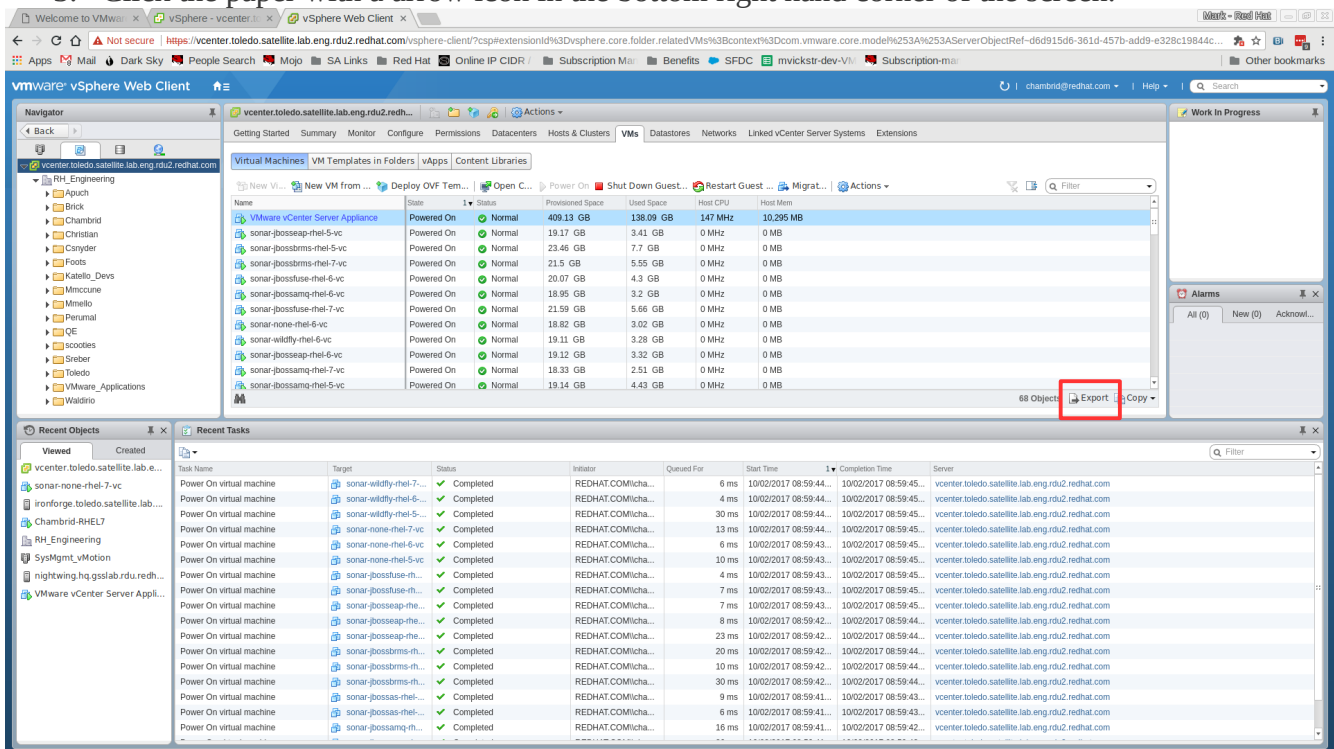 Click the paper with a arrow icon in the bottom right hand corner of the screen.
Welcome to VMwar
vSphere - vcenter.to
vSphere Web Client
Mark - Red Hat
Not secure | https://vcenter.toledo.satellite.lab.eng.rdu2.redhat.com/vsphere-client/?csp#extensionId%3Dvsphere.core.folder.relatedVMs%3Bcontext%3Dcom.vmware.core.model%253A%253AServerObjectRef~d6d915d6-361d-457b-add9-e328c19844c...
Apps Mail Dark Sky People Search Mojo SA Links Red Hat Online IP CIDR / Subscription Man Benefits SFDC mvickstr-dev-VM Subscription-man Other bookmarks
vmware® vSphere Web Client
chambrid@redhat.com | Help | Search
Navigator
Back
vcenter.toledo.satellite.lab.eng.rdu2.redhat.com
RH_Engineering
Apuch
Brick
Chambrid
Christian
Csnyder
Foots
Katello_Devs
Mmccune
Mmello
Perumal
QE
scooties
Sreber
Toledo
VMware_Applications
Waldirio
vcenter.toledo.satellite.lab.eng.rdu2.redh... Actions
Getting Started Summary Monitor Configure Permissions Datacenters Hosts & Clusters VMs Datastores Networks Linked vCenter Server Systems Extensions
Virtual Machines VM Templates in Folders vApps Content Libraries
New Vi... New VM from ... Deploy OVF Tem... Open C... Power On Shut Down Guest... Restart Guest ... Migrat... Actions Filter
Name State 1 Status Provisioned Space Used Space Host CPU Host Mem
VMware vCenter Server Appliance Powered On Normal 409.13 GB 138.09 GB 147 MHz 10,295 MB
sonar-jbosseap-rhel-5-vc Powered On Normal 19.17 GB 3.41 GB 0 MHz 0 MB
sonar-jbossbrms-rhel-5-vc Powered On Normal 23.46 GB 7.7 GB 0 MHz 0 MB
sonar-jbossbrms-rhel-7-vc Powered On Normal 21.5 GB 5.55 GB 0 MHz 0 MB
sonar-jbossfuse-rhel-6-vc Powered On Normal 20.07 GB 4.3 GB 0 MHz 0 MB
sonar-jbossamq-rhel-6-vc Powered On Normal 18.95 GB 3.2 GB 0 MHz 0 MB
sonar-jbossfuse-rhel-7-vc Powered On Normal 21.59 GB 5.66 GB 0 MHz 0 MB
sonar-none-rhel-6-vc Powered On Normal 18.82 GB 3.02 GB 0 MHz 0 MB
sonar-wildfly-rhel-6-vc Powered On Normal 19.11 GB 3.28 GB 0 MHz 0 MB
sonar-jbosseap-rhel-6-vc Powered On Normal 19.12 GB 3.32 GB 0 MHz 0 MB
sonar-jbossamq-rhel-7-vc Powered On Normal 18.33 GB 2.51 GB 0 MHz 0 MB
sonar-jbossamq-rhel-5-vc Powered On Normal 19.14 GB 4.43 GB 0 MHz 0 MB
68 Objects Export Copy
Work In Progress
Alarms
All (0) New (0) Acknowl...
Recent Objects
Viewed Created
vcenter.toledo.satellite.lab.e...
sonar-none-rhel-7-vc
ironforge.toledo.satellite.lab....
Chambrid-RHEL7
RH_Engineering
SysMgmt_vMotion
nightwing.hq.gsslab.rdu.redh...
VMware vCenter Server Appli...
Recent Tasks
Filter
Task Name Target Status Initiator Queued For Start Time 1 Completion Time Server
Power On virtual machine sonar-wildfly-rhel-7-... Completed REDHAT.COM\\cha... 6 ms 10/02/2017 08:59:44... 10/02/2017 08:59:45... vcenter.toledo.satellite.lab.eng.rdu2.redhat.com
Power On virtual machine sonar-wildfly-rhel-6-... Completed REDHAT.COM\\cha... 4 ms 10/02/2017 08:59:44... 10/02/2017 08:59:45... vcenter.toledo.satellite.lab.eng.rdu2.redhat.com
Power On virtual machine sonar-wildfly-rhel-5-... Completed REDHAT.COM\\cha... 30 ms 10/02/2017 08:59:44... 10/02/2017 08:59:45... vcenter.toledo.satellite.lab.eng.rdu2.redhat.com
Power On virtual machine sonar-none-rhel-7-vc Completed REDHAT.COM\\cha... 13 ms 10/02/2017 08:59:44... 10/02/2017 08:59:45... vcenter.toledo.satellite.lab.eng.rdu2.redhat.com
Power On virtual machine sonar-none-rhel-6-vc Completed REDHAT.COM\\cha... 6 ms 10/02/2017 08:59:43... 10/02/2017 08:59:45... vcenter.toledo.satellite.lab.eng.rdu2.redhat.com
Power On virtual machine sonar-none-rhel-5-vc Completed REDHAT.COM\\cha... 10 ms 10/02/2017 08:59:43... 10/02/2017 08:59:45... vcenter.toledo.satellite.lab.eng.rdu2.redhat.com
Power On virtual machine sonar-jbossfuse-rh... Completed REDHAT.COM\\cha... 4 ms 10/02/2017 08:59:43... 10/02/2017 08:59:45... vcenter.toledo.satellite.lab.eng.rdu2.redhat.com
Power On virtual machine sonar-jbossfuse-rh... Completed REDHAT.COM\\cha... 7 ms 10/02/2017 08:59:43... 10/02/2017 08:59:45... vcenter.toledo.satellite.lab.eng.rdu2.redhat.com
Power On virtual machine sonar-jbosseap-rhe... Completed REDHAT.COM\\cha... 7 ms 10/02/2017 08:59:43... 10/02/2017 08:59:45... vcenter.toledo.satellite.lab.eng.rdu2.redhat.com
Power On virtual machine sonar-jbosseap-rhe... Completed REDHAT.COM\\cha... 8 ms 10/02/2017 08:59:42... 10/02/2017 08:59:44... vcenter.toledo.satellite.lab.eng.rdu2.redhat.com
Power On virtual machine sonar-jbosseap-rhe... Completed REDHAT.COM\\cha... 23 ms 10/02/2017 08:59:42... 10/02/2017 08:59:44... vcenter.toledo.satellite.lab.eng.rdu2.redhat.com
Power On virtual machine sonar-jbossbrms-rh... Completed REDHAT.COM\\cha... 20 ms 10/02/2017 08:59:42... 10/02/2017 08:59:44... vcenter.toledo.satellite.lab.eng.rdu2.redhat.com
Power On virtual machine sonar-jbossbrms-rh... Completed REDHAT.COM\\cha... 10 ms 10/02/2017 08:59:42... 10/02/2017 08:59:44... vcenter.toledo.satellite.lab.eng.rdu2.redhat.com
Power On virtual machine sonar-jbossbrms-rh... Completed REDHAT.COM\\cha... 30 ms 10/02/2017 08:59:42... 10/02/2017 08:59:44... vcenter.toledo.satellite.lab.eng.rdu2.redhat.com
Power On virtual machine sonar-jbossas-rhel-... Completed REDHAT.COM\\cha... 9 ms 10/02/2017 08:59:41... 10/02/2017 08:59:43... vcenter.toledo.satellite.lab.eng.rdu2.redhat.com
Power On virtual machine sonar-jbossas-rhel-... Completed REDHAT.COM\\cha... 6 ms 10/02/2017 08:59:41... 10/02/2017 08:59:43... vcenter.toledo.satellite.lab.eng.rdu2.redhat.com
Power On virtual machine sonar-jbossamq-rh... Completed REDHAT.COM\\cha... 16 ms 10/02/2017 08:59:41... 10/02/2017 08:59:42... vcenter.toledo.satellite.lab.eng.rdu2.redhat.com